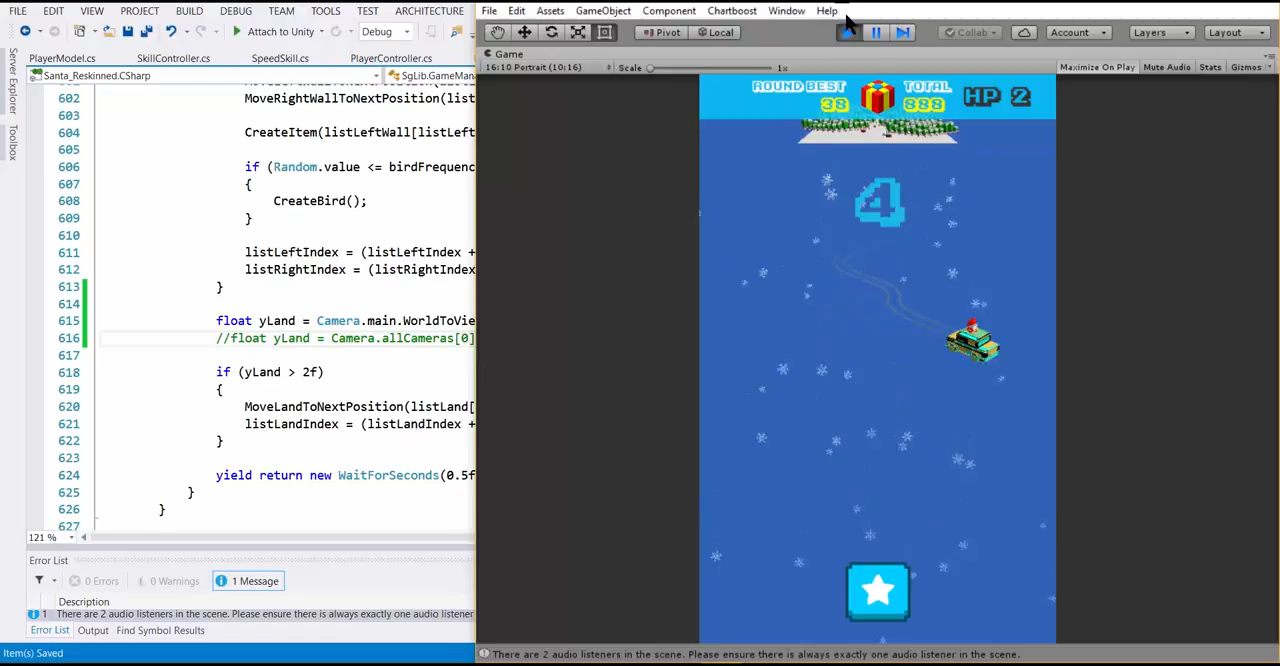 FILE EDIT VIEW PROJECT BUILD DEBUG TEAM TOOLS TEST ARCHITECTURE
Attach to Unity Debug
PlayerModel.cs SkillController.cs SpeedSkill.cs PlayerController.cs
Santa_Reskinned.CSharp SgLib.GameMan
Server Explorer
Toolbox
602 MoveRightWallToNextPosition(list
603
604 CreateItem(listLeftWall[listLeft
605
606 if (Random.value <= birdFrequenc
607 {
608 CreateBird();
609 }
610
611 listLeftIndex = (listLeftIndex +
612 listRightIndex = (listRightIndex
613 }
614
615 float yLand = Camera.main.WorldToVie
616 //float yLand = Camera.allCameras[0]
617
618 if (yLand > 2f)
619 {
620 MoveLandToNextPosition(listLand[
621 listLandIndex = (listLandIndex +
622 }
623
624 yield return new WaitForSeconds(0.5f
625 }
626 }
627
121 %
Error List
0 Errors 0 Warnings 1 Message
Description
1 There are 2 audio listeners in the scene. Please ensure there is always exactly one audio listener
Error List Output Find Symbol Results
Item(s) Saved
File Edit Assets GameObject Component Chartboost Window Help
Pivot Local Collab Account Layers Layout
Game
16:10 Portrait (10:16) Scale 1x Maximize On Play Mute Audio Stats Gizmos
ROUND BEST TOTAL HP 2
38 888
4
There are 2 audio listeners in the scene. Please ensure there is always exactly one audio listener in the scene.